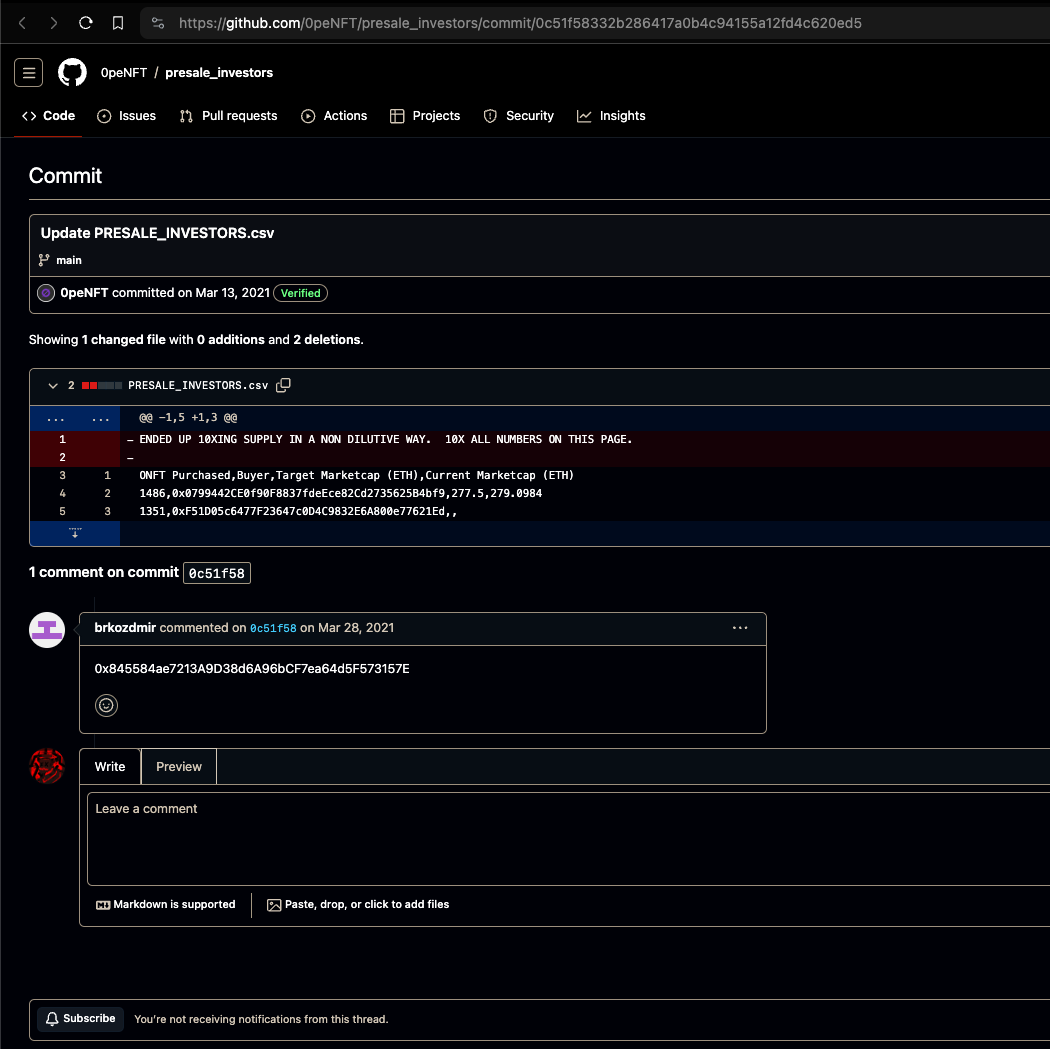 https://github.com/0peNFT/presale_investors/commit/0c51f58332b286417a0b4c94155a12fd4c620ed5
0peNFT / presale_investors
Code Issues Pull requests Actions Projects Security Insights
Commit
Update PRESALE_INVESTORS.csv
main
0peNFT committed on Mar 13, 2021 Verified
Showing 1 changed file with 0 additions and 2 deletions.
2 PRESALE_INVESTORS.csv
... ... @@ -1,5 +1,3 @@
1 - ENDED UP 10XING SUPPLY IN A NON DILUTIVE WAY. 10X ALL NUMBERS ON THIS PAGE.
2 -
3 1 ONFT Purchased,Buyer,Target Marketcap (ETH),Current Marketcap (ETH)
4 2 1486,0x0799442CE0f90F8837fdeEce82Cd2735625B4bf9,277.5,279.0984
5 3 1351,0xF51D05c6477F23647c0D4C9832E6A800e77621Ed,,
1 comment on commit 0c51f58
brkozdmir commented on 0c51f58 on Mar 28, 2021 ...
0x845584ae7213A9D38d6A96bCF7ea64d5F573157E
Write Preview
Leave a comment
Markdown is supported Paste, drop, or click to add files
Subscribe You're not receiving notifications from this thread.